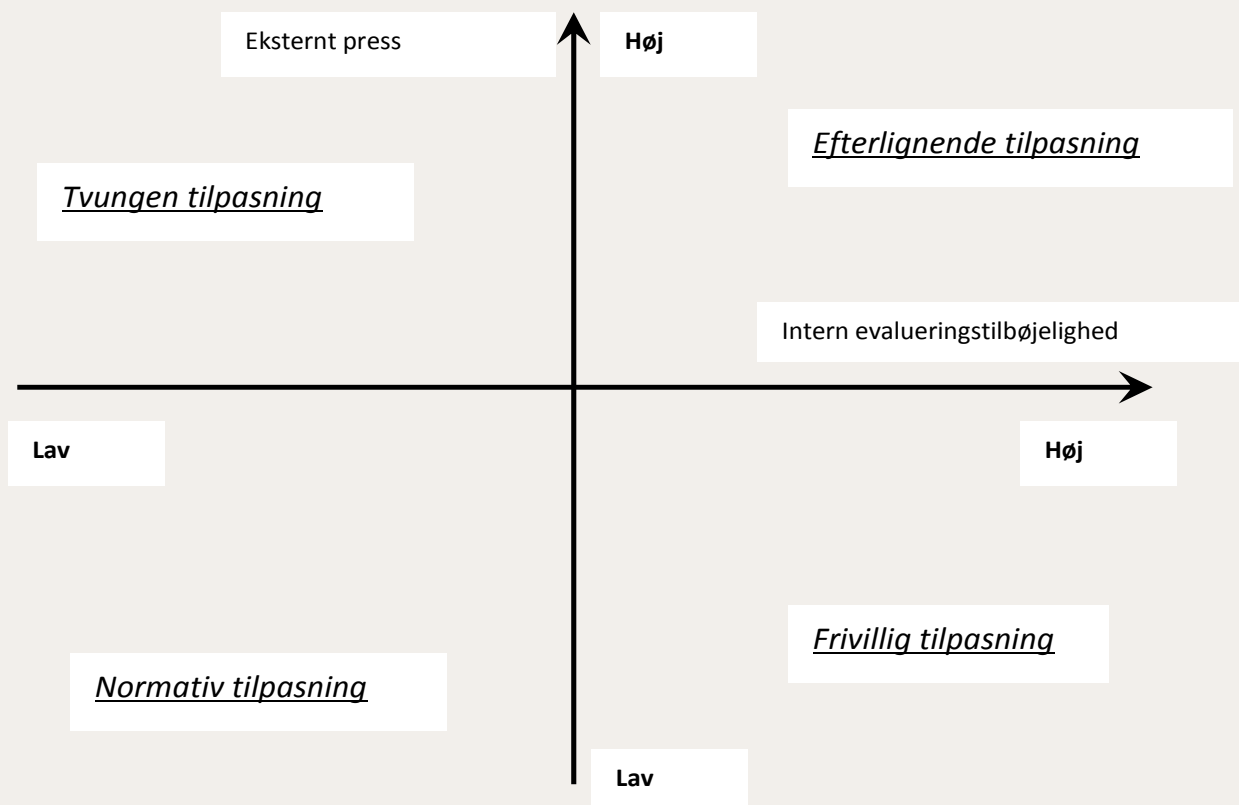 Eksternt press
Høj
Efterlignende tilpasning
Tvungen tilpasning
Intern evalueringstilbøjelighed
Lav
Høj
Frivillig tilpasning
Normativ tilpasning
Lav